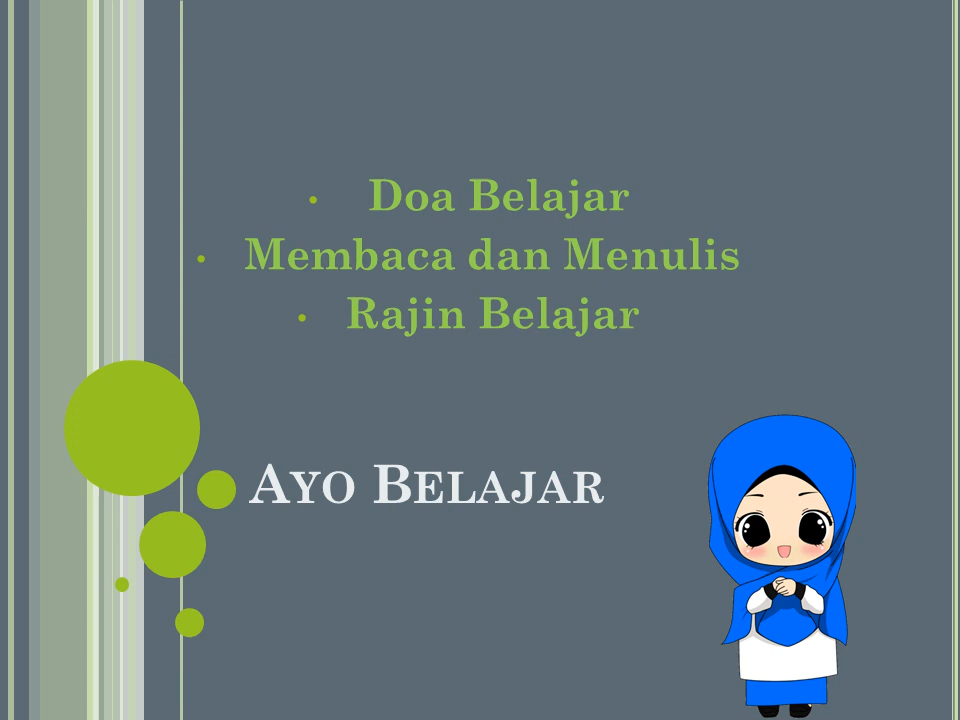 • Doa Belajar
• Membaca dan Menulis
• Rajin Belajar
Ayo Belajar